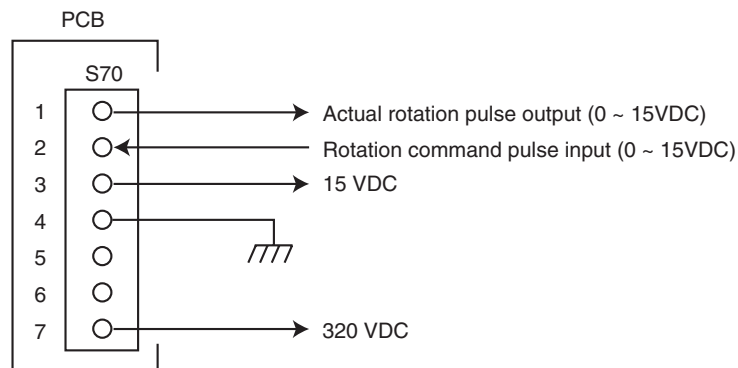 PCB
S70
1 Actual rotation pulse output (0 ~ 15VDC)
2 Rotation command pulse input (0 ~ 15VDC)
3 15 VDC
4
5
6
7 320 VDC